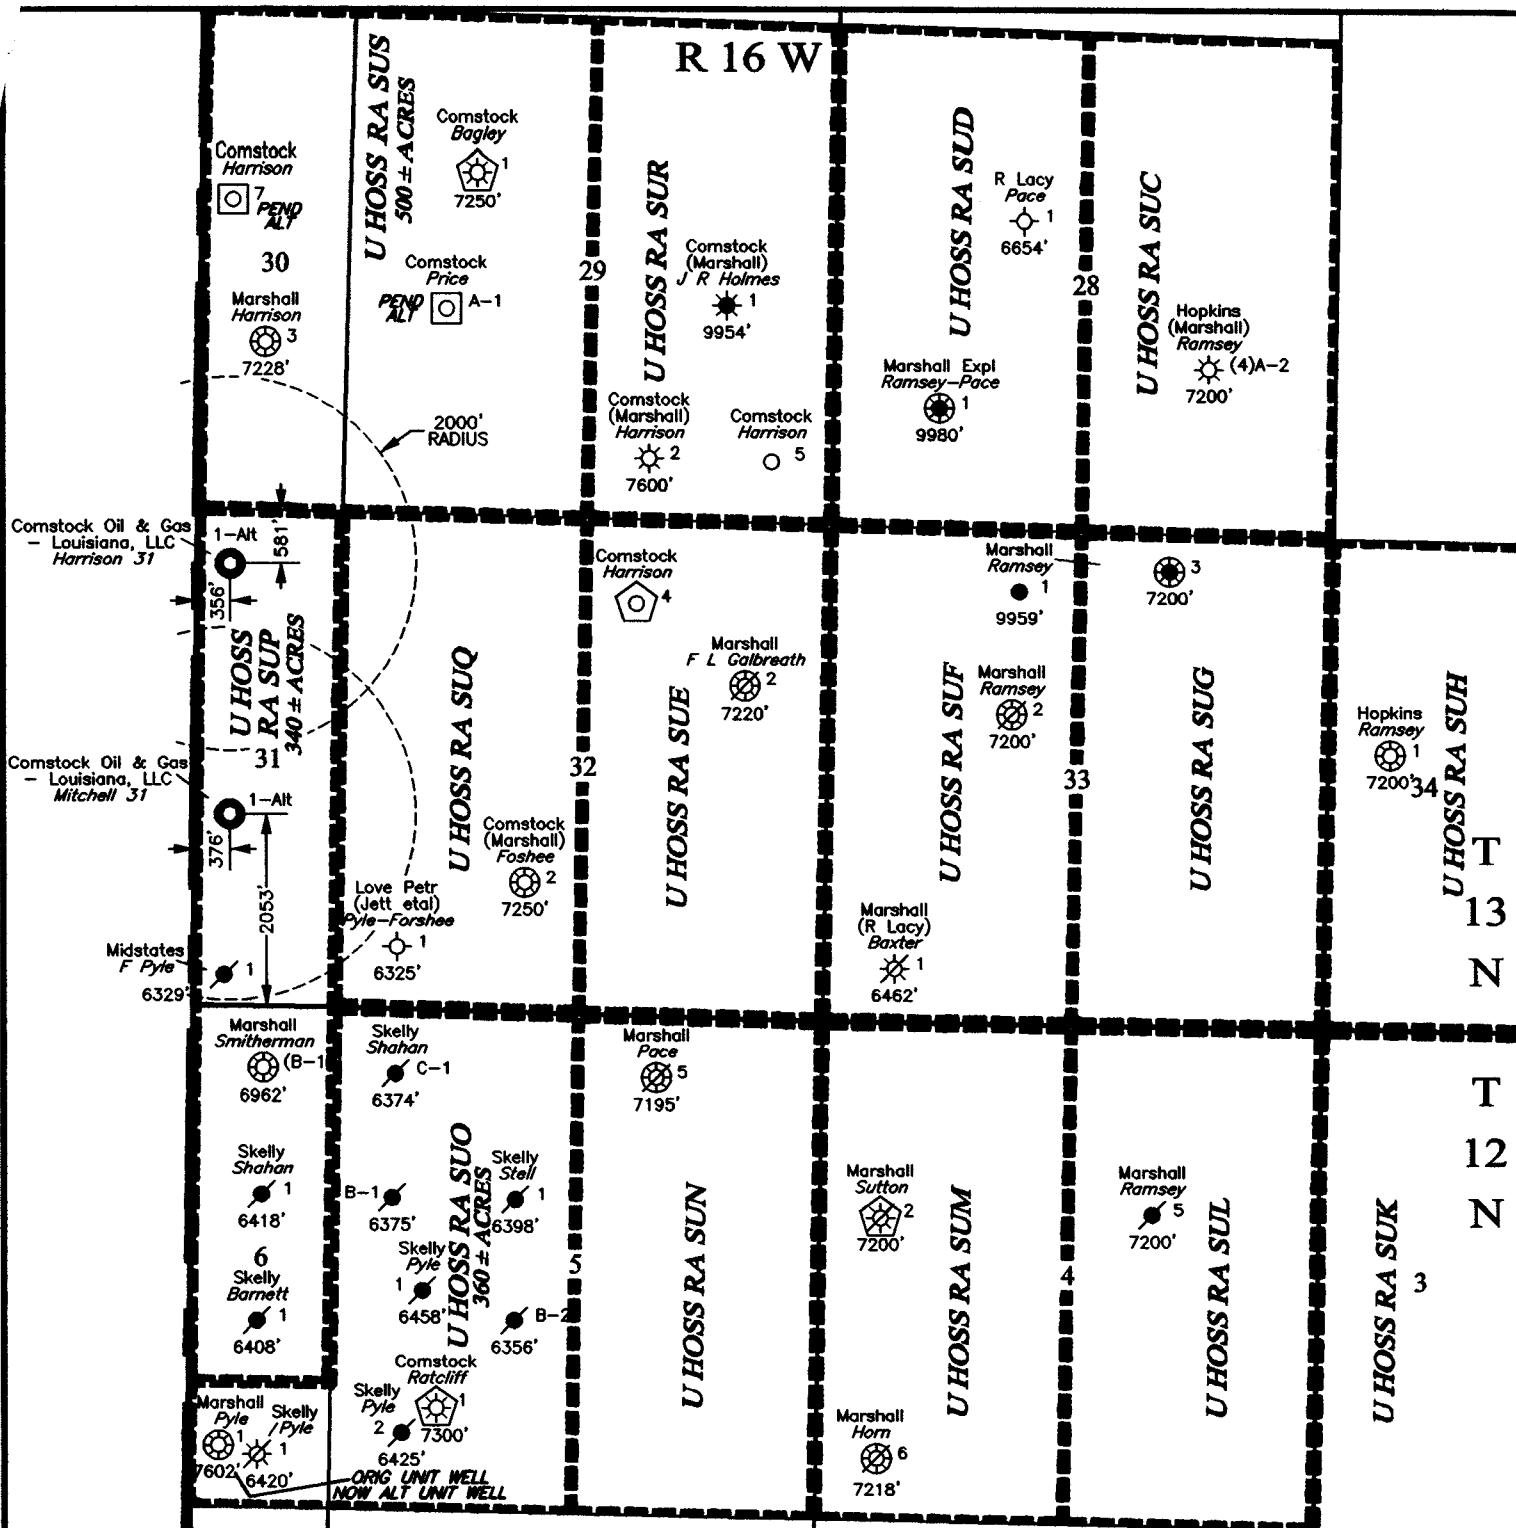 R 16 W
U HOSS RA SUS
500 ± ACRES
Comstock
Bagley
1
7250'
Comstock
Harrison
7
PEND
ALT
30
Marshall
Harrison
3
7228'
Comstock
Price
PEND
ALT
A-1
29
U HOSS RA SUR
Comstock
(Marshall)
J R Holmes
1
9954'
Comstock
(Marshall)
Harrison
2
7600'
Comstock
Harrison
5
U HOSS RA SUD
R Lacy
Pace
1
6654'
Marshall Expl
Ramsey-Pace
1
9980'
28
U HOSS RA SUC
Hopkins
(Marshall)
Ramsey
(4)A-2
7200'
2000'
RADIUS
Comstock Oil & Gas
- Louisiana, LLC
Harrison 31
1-Alt
581'
356'
U HOSS
RA SUP
340 ± ACRES
31
Comstock Oil & Gas
- Louisiana, LLC
Mitchell 31
1-Alt
376'
2053'
Midstates
F Pyle
1
6329'
U HOSS RA SUQ
Comstock
(Marshall)
Foshee
2
7250'
Love Petr
(Jett etal)
Pyle-Forshee
1
6325'
32
Comstock
Harrison
4
Marshall
F L Galbreath
2
7220'
U HOSS RA SUE
Marshall
Ramsey
1
9959'
3
7200'
Marshall
Ramsey
2
7200'
U HOSS RA SUF
33
U HOSS RA SUG
Marshall
(R Lacy)
Baxter
1
6462'
Hopkins
Ramsey
1
7200'
34
U HOSS RA SUH
T
13
N
Marshall
Smitherman
(B-1
6962'
Skelly
Shahan
1
6418'
6
Skelly
Barnett
1
6408'
Marshall
Pyle
1
7602'
Skelly
Pyle
1
6420'
Skelly
Shahan
C-1
6374'
B-1
6375'
Skelly
Stell
1
6398'
U HOSS RA SUO
360 ± ACRES
Skelly
Pyle
1
6458'
B-2
6356'
Comstock
Ratcliff
1
7300'
Skelly
Pyle
2
6425'
ORIG UNIT WELL
NOW ALT UNIT WELL
5
Marshall
Pace
5
7195'
U HOSS RA SUN
Marshall
Sutton
2
7200'
U HOSS RA SUM
Marshall
Horn
6
7218'
4
Marshall
Ramsey
5
7200'
U HOSS RA SUL
U HOSS RA SUK
3
T
12
N